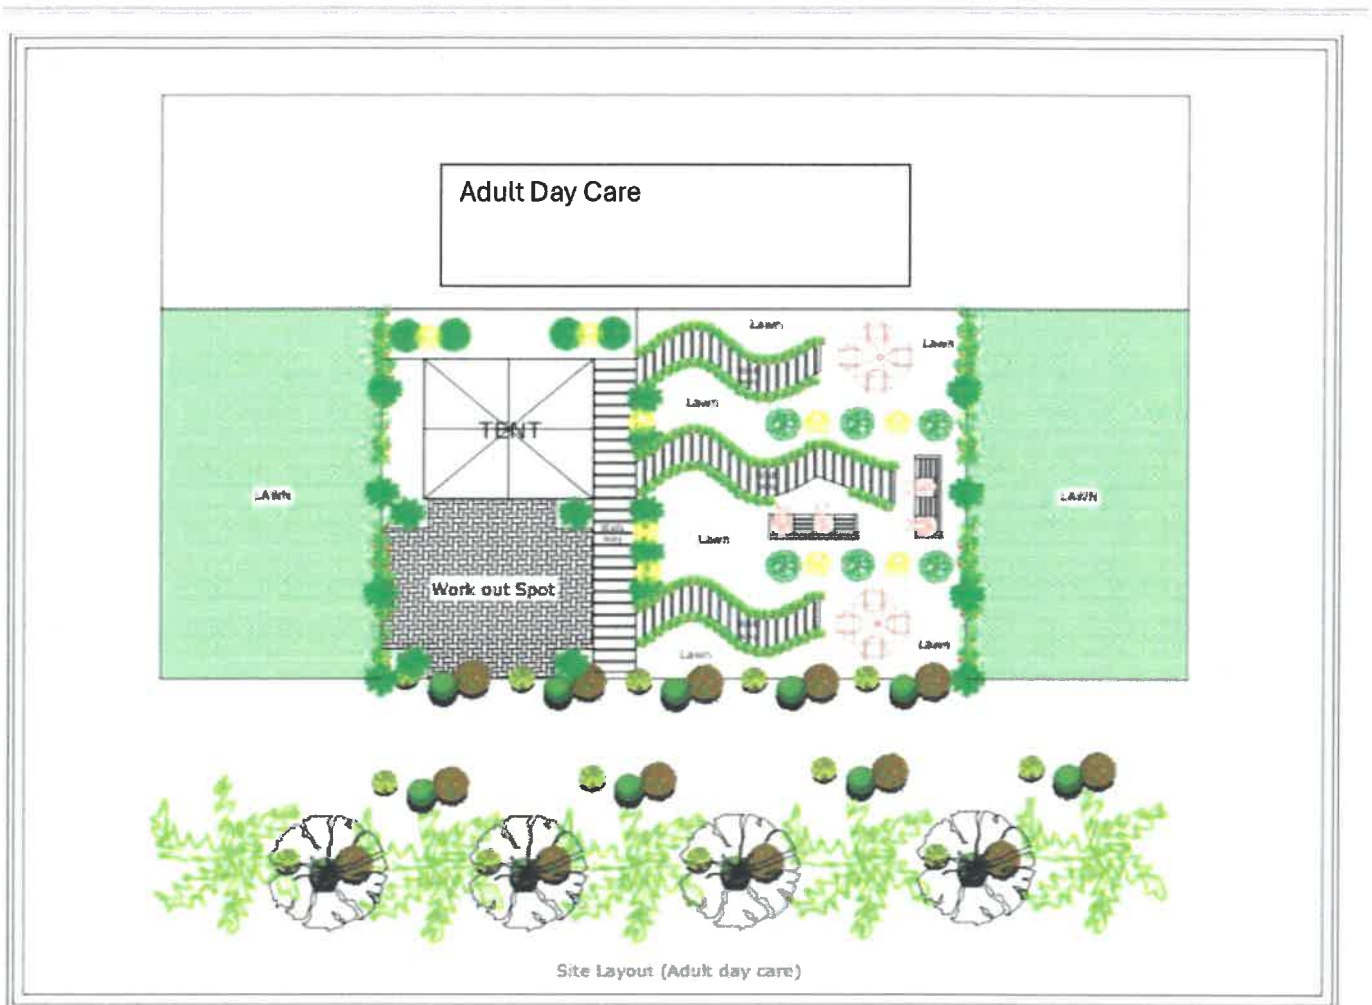 Adult Day Care
Lawn
Lawn
Lawn
TENT
LAWN
LAWN
Lawn
Work out Spot
Lawn
Lawn
Site Layout (Adult day care)